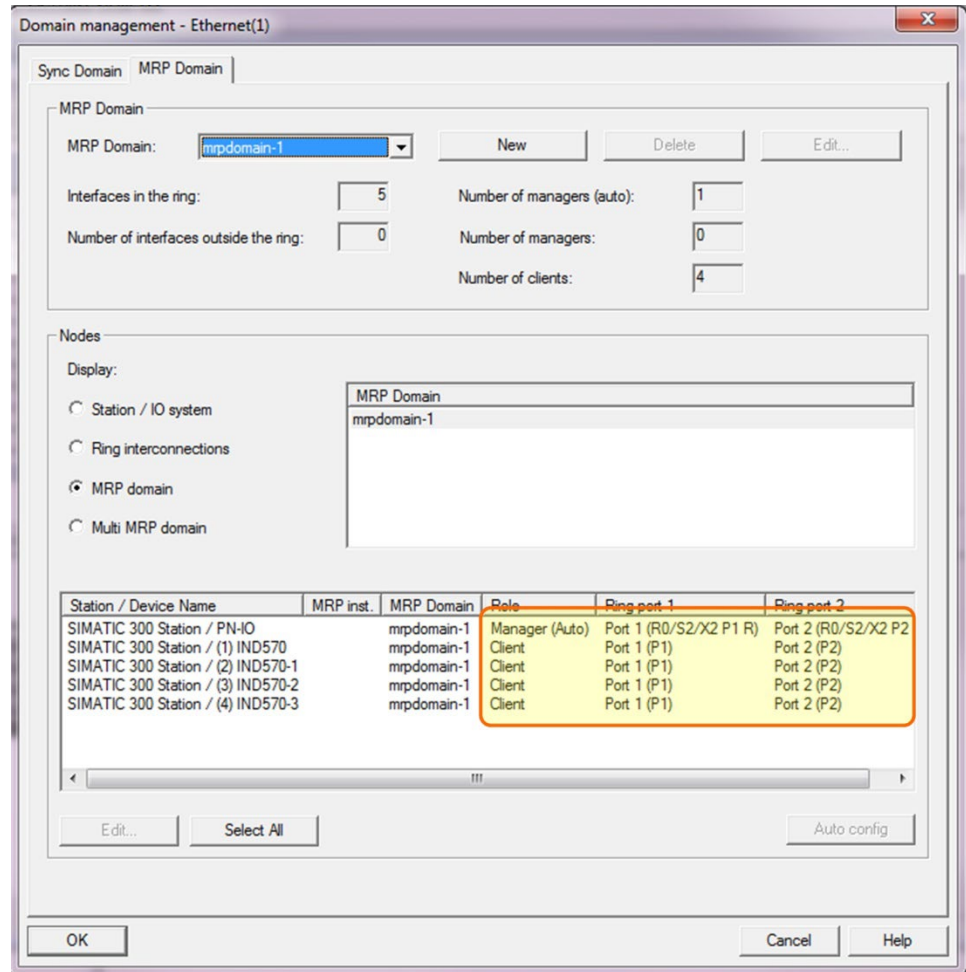 Domain management - Ethernet(1)
Sync Domain MRP Domain
MRP Domain
MRP Domain: mrpdomain-1 New Delete Edit...
Interfaces in the ring: 5 Number of managers (auto): 1
Number of interfaces outside the ring: 0 Number of managers: 0
Number of clients: 4
Nodes
Display:
MRP Domain
Station / IO system
mrpdomain-1
Ring interconnections
MRP domain
Multi MRP domain
Station / Device Name MRP inst. MRP Domain Role Ring port 1 Ring port 2
SIMATIC 300 Station / PN-IO mrpdomain-1 Manager (Auto) Port 1 (R0/S2/X2 P1 R) Port 2 (R0/S2/X2 P2
SIMATIC 300 Station / (1) IND570 mrpdomain-1 Client Port 1 (P1) Port 2 (P2)
SIMATIC 300 Station / (2) IND570-1 mrpdomain-1 Client Port 1 (P1) Port 2 (P2)
SIMATIC 300 Station / (3) IND570-2 mrpdomain-1 Client Port 1 (P1) Port 2 (P2)
SIMATIC 300 Station / (4) IND570-3 mrpdomain-1 Client Port 1 (P1) Port 2 (P2)
Edit... Select All Auto config
OK Cancel Help